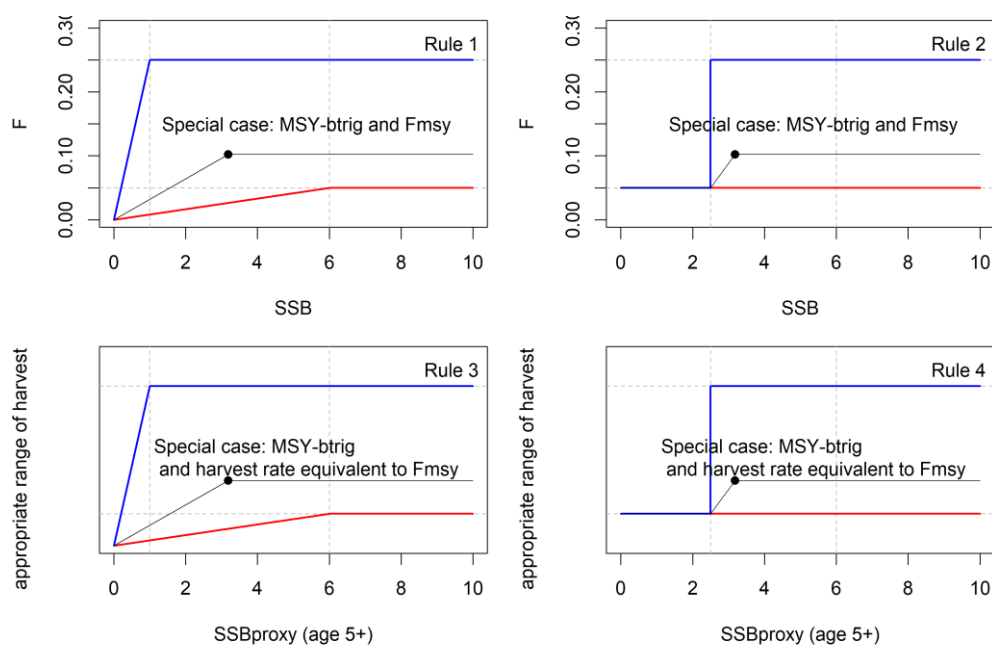 Rule 1
F
0.00
0.10
0.20
0.30
Special case: MSY-btrig and Fmsy
0 2 4 6 8 10
SSB
Rule 2
F
0.00
0.10
0.20
0.30
Special case: MSY-btrig and Fmsy
0 2 4 6 8 10
SSB
Rule 3
appropriate range of harvest
Special case: MSY-btrig
and harvest rate equivalent to Fmsy
0 2 4 6 8 10
SSBproxy (age 5+)
Rule 4
appropriate range of harvest
Special case: MSY-btrig
and harvest rate equivalent to Fmsy
0 2 4 6 8 10
SSBproxy (age 5+)